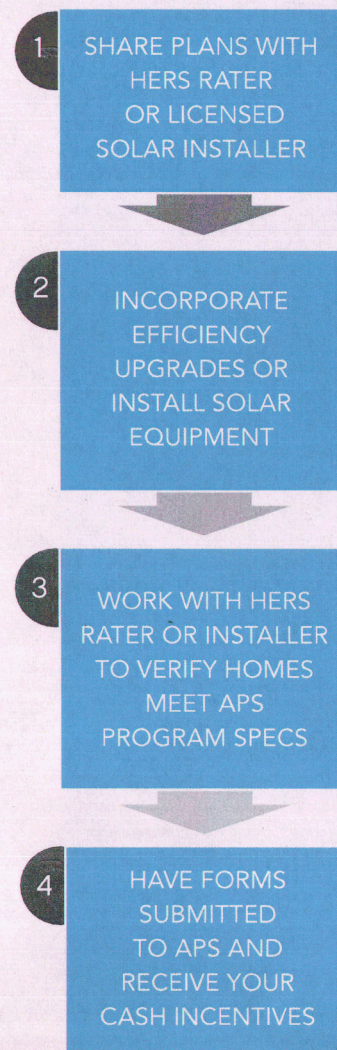 1
SHARE PLANS WITH
HERS RATER
OR LICENSED
SOLAR INSTALLER
2
INCORPORATE
EFFICIENCY
UPGRADES OR
INSTALL SOLAR
EQUIPMENT
3
WORK WITH HERS
RATER OR INSTALLER
TO VERIFY HOMES
MEET APS
PROGRAM SPECS
4
HAVE FORMS
SUBMITTED
TO APS AND
RECEIVE YOUR
CASH INCENTIVES